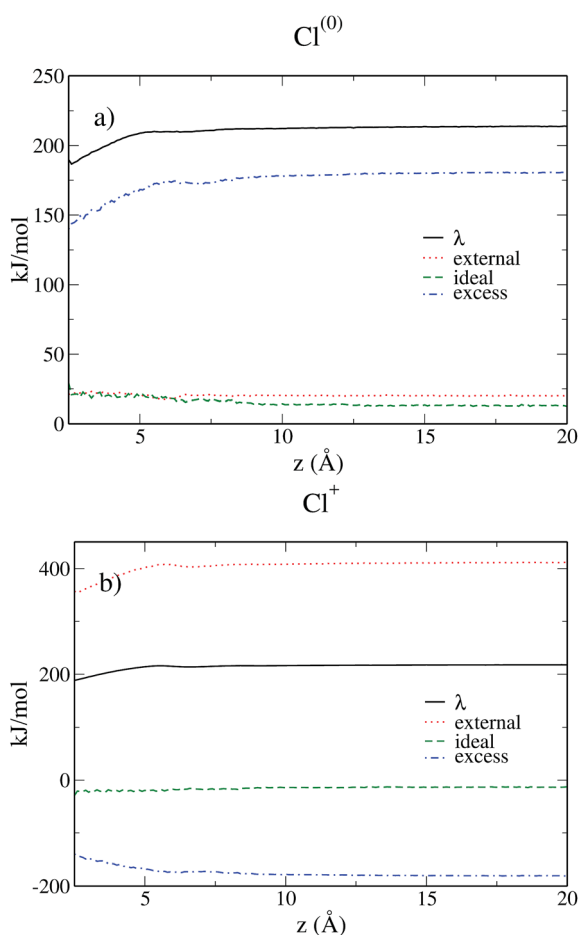 Cl(0)
250
a)
200
150
kJ/mol
λ
external
100
ideal
excess
50
0
5
10
15
20
z (Å)
Cl+
400
b)
200
kJ/mol
λ
external
ideal
0
excess
-200
5
10
15
20
z (Å)